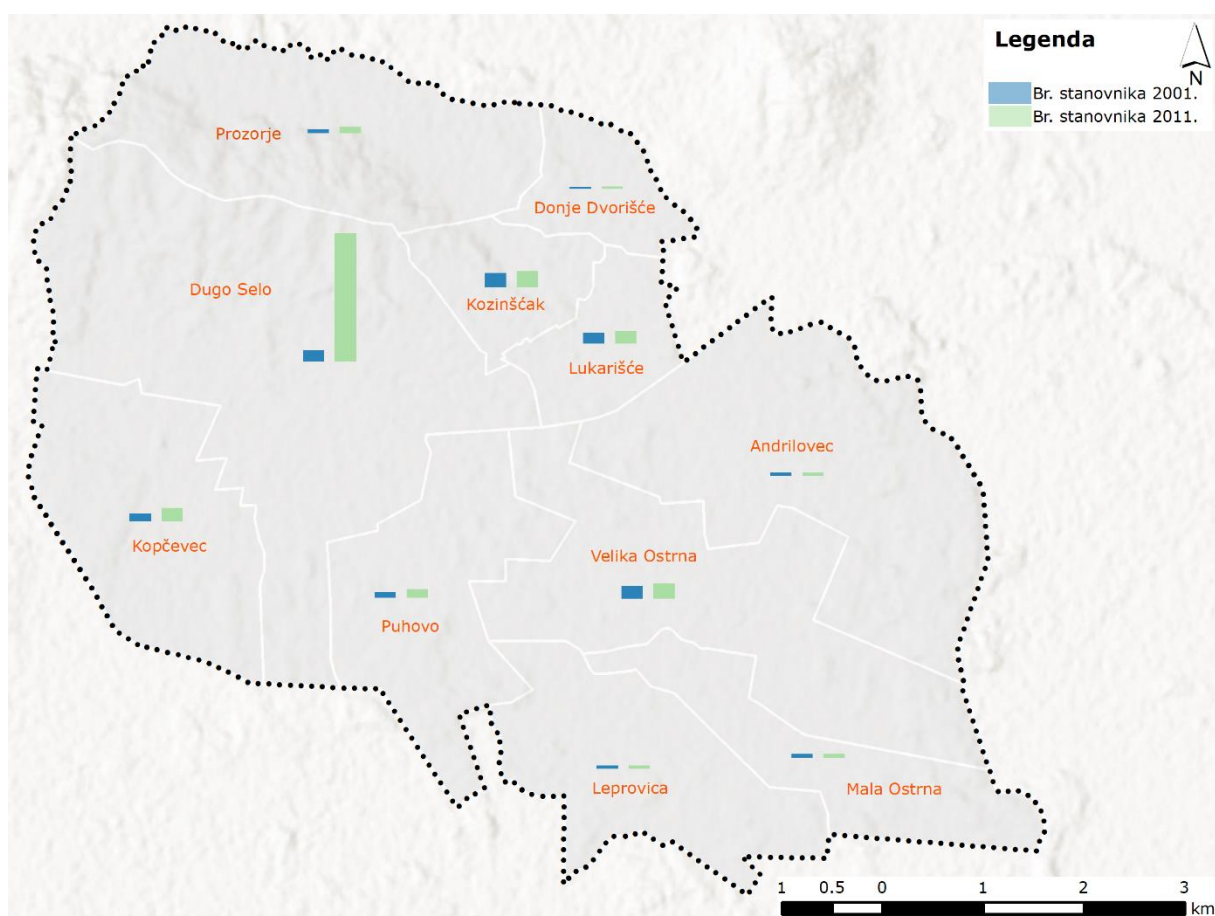 Legenda
N
Br. stanovnika 2001.
Br. stanovnika 2011.
Prozorje
Donje Dvorišće
Dugo Selo
Kozinšćak
Lukarišće
Andrilovec
Kopčevec
Velika Ostrna
Puhovo
Leprovica
Mala Ostrna
1 0.5 0 1 2 3
km